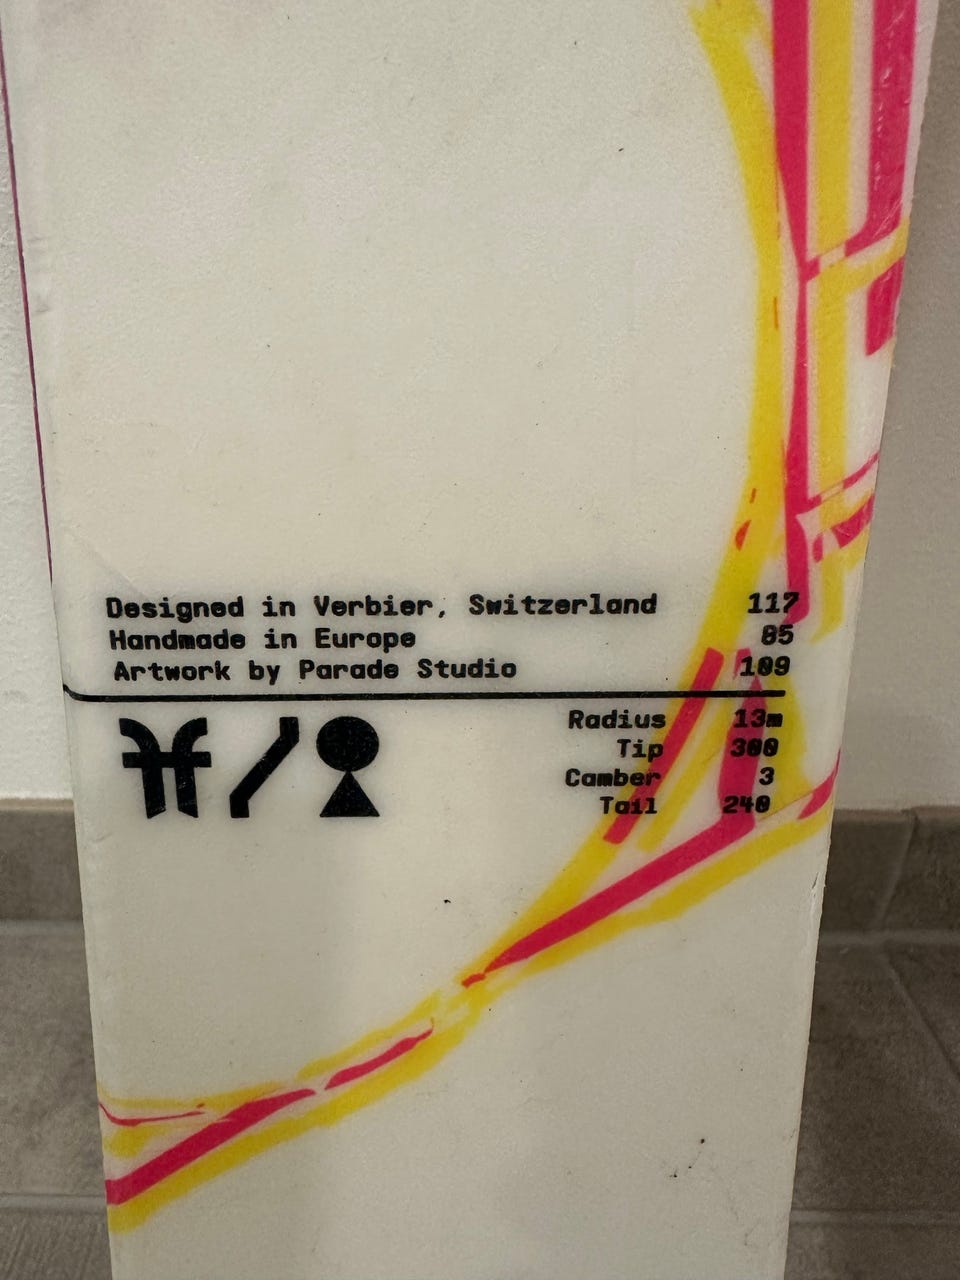 Designed in Verbier, Switzerland 117
Handmade in Europe 85
Artwork by Parade Studio 109
Radius 13m
Tip 300
Camber 3
Tail 240